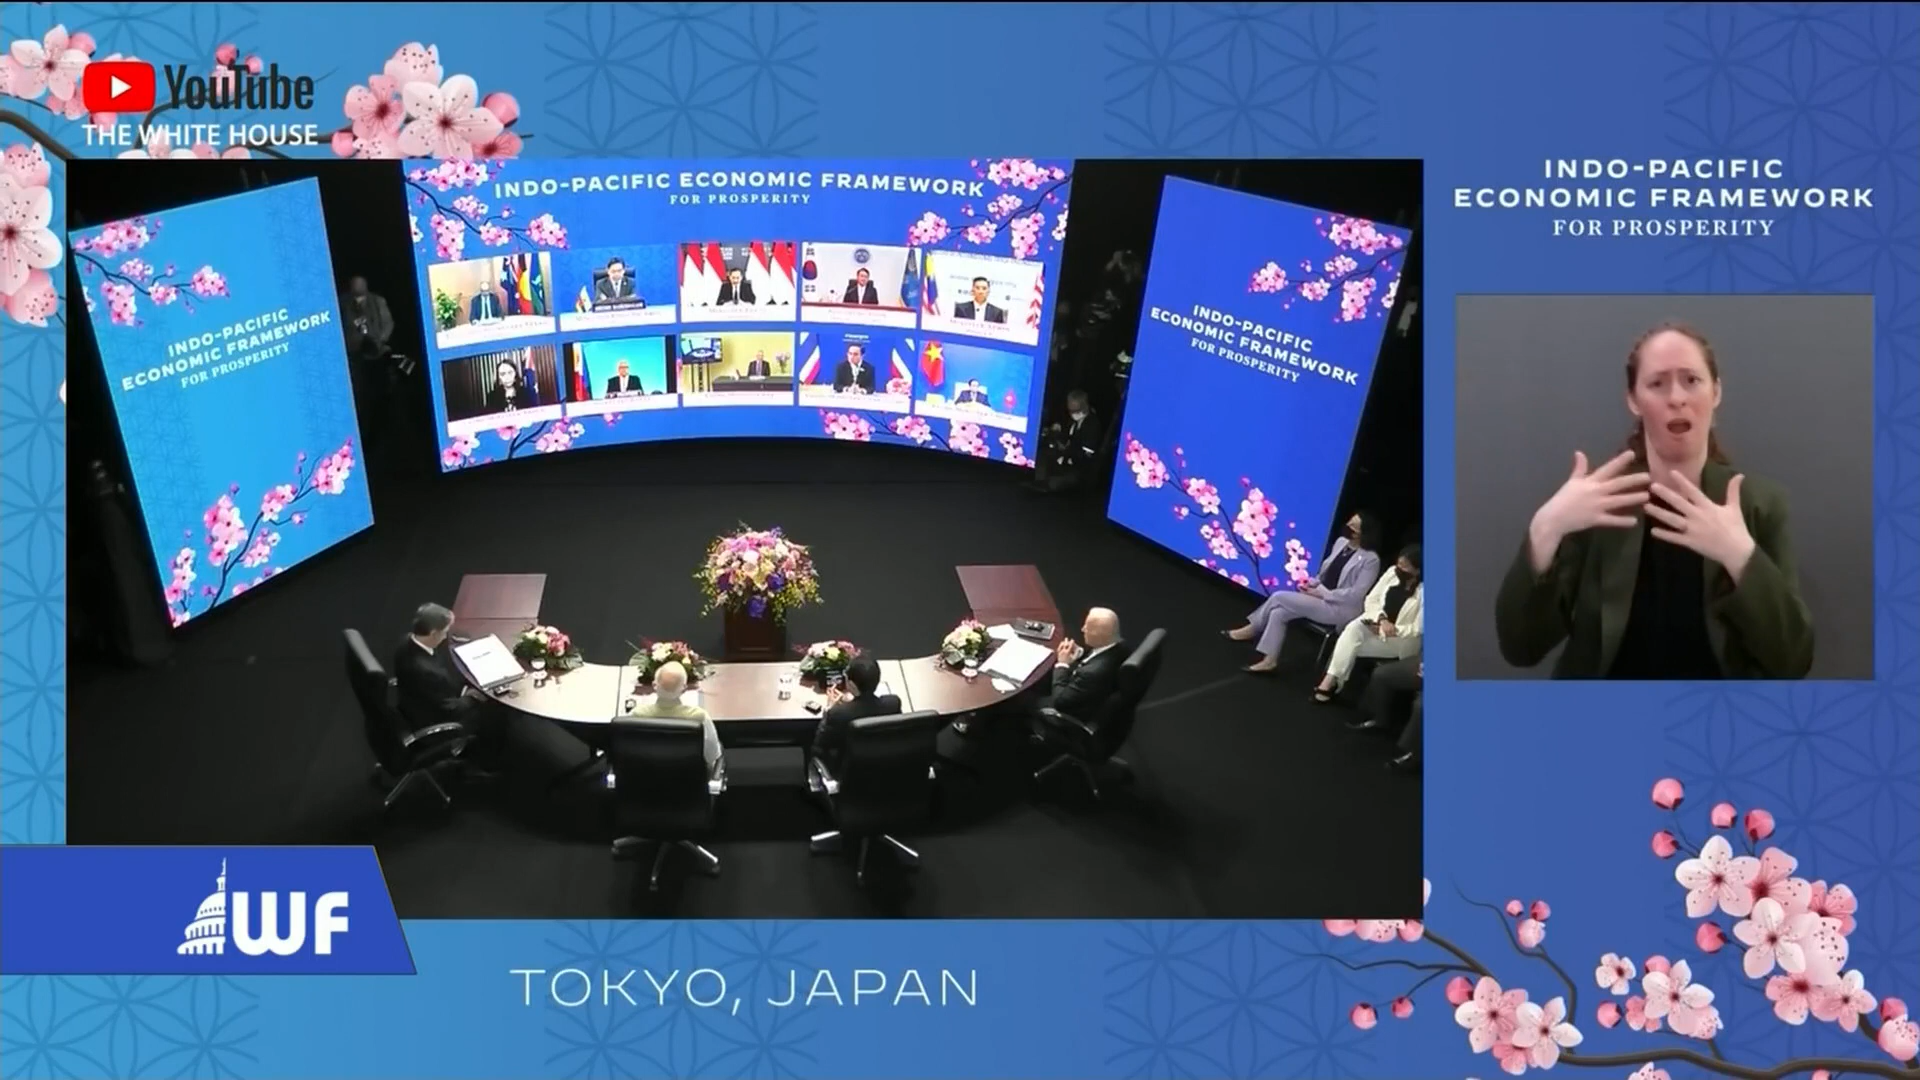 YouTube
THE WHITE HOUSE
INDO-PACIFIC ECONOMIC FRAMEWORK
FOR PROSPERITY
INDO-PACIFIC
ECONOMIC FRAMEWORK
FOR PROSPERITY
INDO-PACIFIC
ECONOMIC FRAMEWORK
FOR PROSPERITY
INDO-PACIFIC
ECONOMIC FRAMEWORK
FOR PROSPERITY
WF
TOKYO, JAPAN